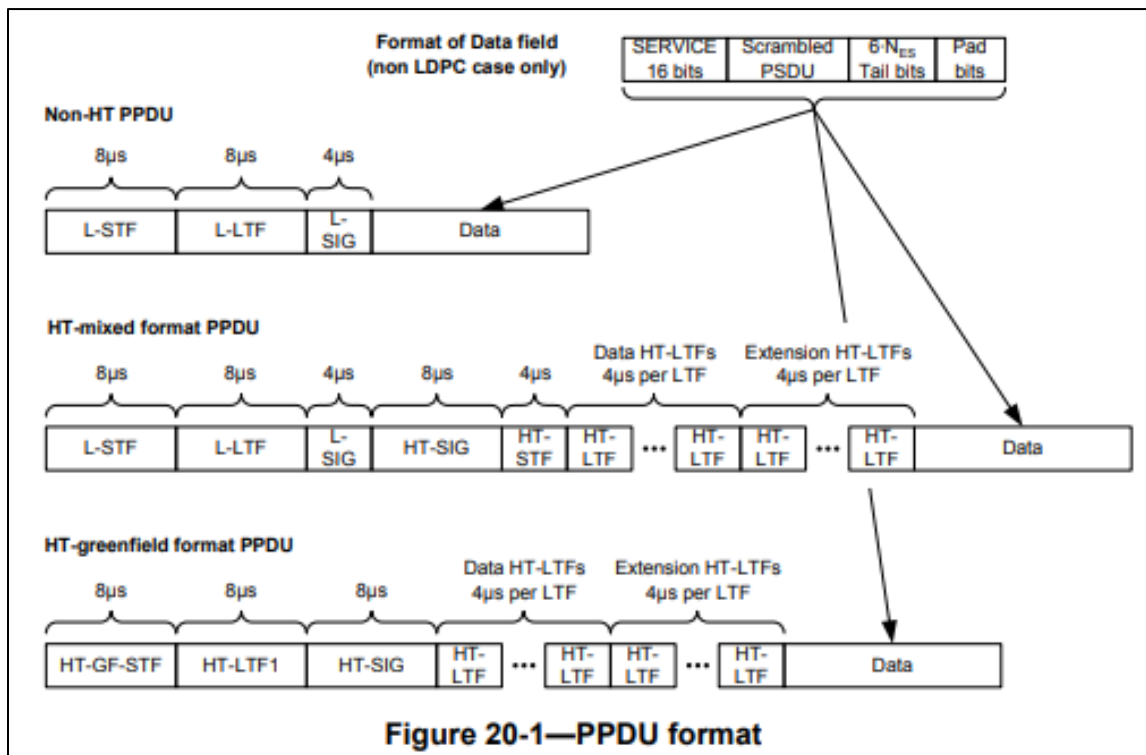 Format of Data field
(non LDPC case only)
SERVICE
16 bits
Scrambled
PSDU
6·N_ES
Tail bits
Pad
bits
Non-HT PPDU
8µs
8µs
4µs
L-STF
L-LTF
L-
SIG
Data
HT-mixed format PPDU
Data HT-LTFs
4µs per LTF
Extension HT-LTFs
4µs per LTF
8µs
8µs
4µs
8µs
4µs
L-STF
L-LTF
L-
SIG
HT-SIG
HT-
STF
HT-
LTF
•••
HT-
LTF
HT-
LTF
•••
HT-
LTF
Data
HT-greenfield format PPDU
Data HT-LTFs
4µs per LTF
Extension HT-LTFs
4µs per LTF
8µs
8µs
8µs
HT-GF-STF
HT-LTF1
HT-SIG
HT-
LTF
•••
HT-
LTF
HT-
LTF
•••
HT-
LTF
Data
Figure 20-1—PPDU format